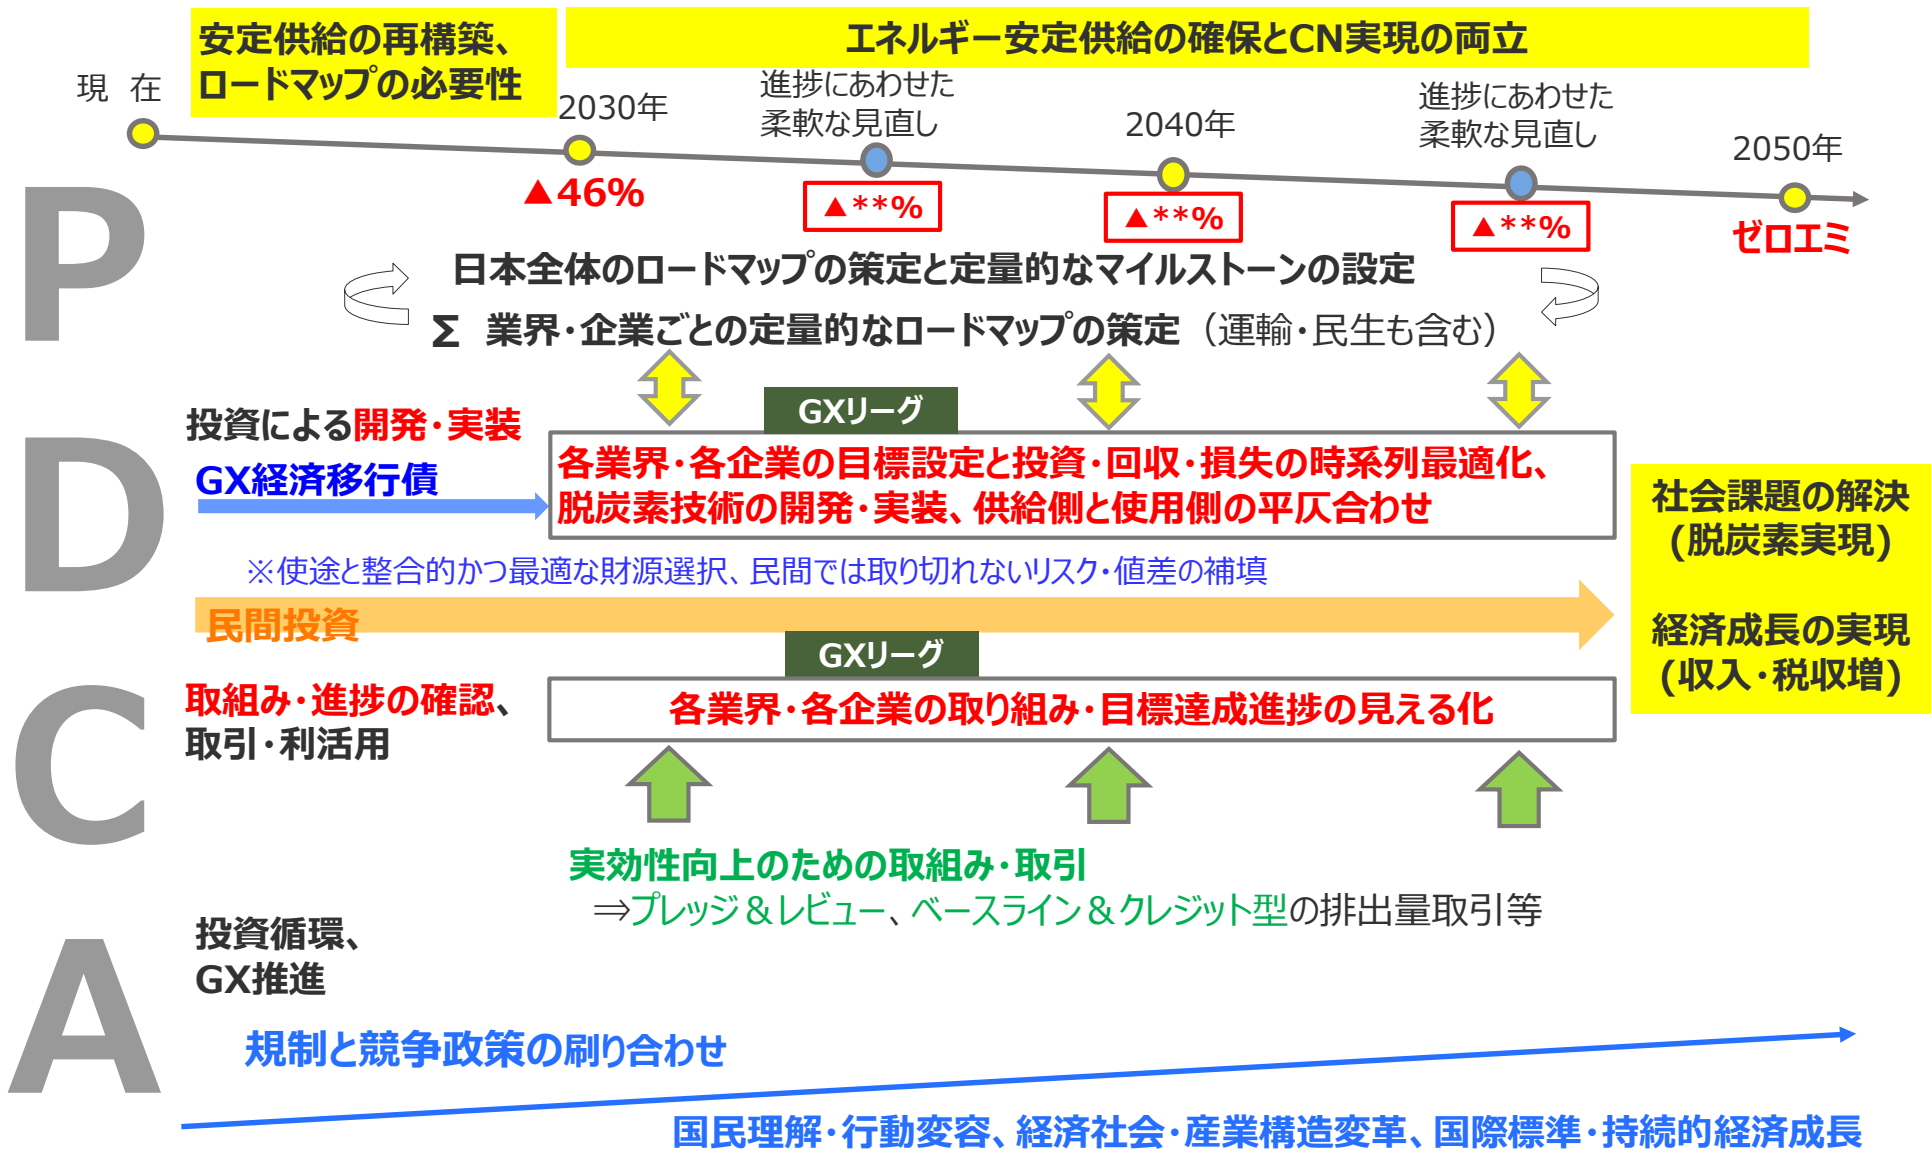 安定供給の再構築、
ロードマップの必要性
エネルギー安定供給の確保とCN実現の両立
現 在
2030年
進捗にあわせた
柔軟な見直し
2040年
進捗にあわせた
柔軟な見直し
2050年
▲46%
▲**%
▲**%
▲**%
ゼロエミ
P
日本全体のロードマップの策定と定量的なマイルストーンの設定
Σ 業界・企業ごとの定量的なロードマップの策定（運輸・民生も含む）
D
投資による開発・実装
GX経済移行債
GXリーグ
各業界・各企業の目標設定と投資・回収・損失の時系列最適化、
脱炭素技術の開発・実装、供給側と使用側の平仄合わせ
※使途と整合的かつ最適な財源選択、民間では取り切れないリスク・値差の補填
民間投資
社会課題の解決
(脱炭素実現)
経済成長の実現
(収入・税収増)
C
GXリーグ
取組み・進捗の確認、
取引・利活用
各業界・各企業の取り組み・目標達成進捗の見える化
実効性向上のための取組み・取引
⇒プレッジ＆レビュー、ベースライン＆クレジット型の排出量取引等
A
投資循環、
GX推進
規制と競争政策の刷り合わせ
国民理解・行動変容、経済社会・産業構造変革、国際標準・持続的経済成長